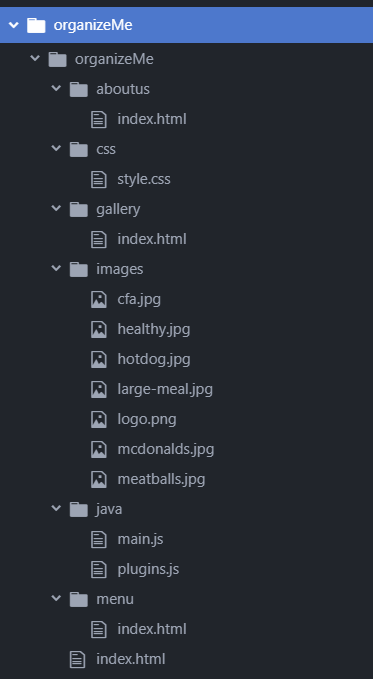 organizeMe
organizeMe
aboutus
index.html
css
style.css
gallery
index.html
images
cfa.jpg
healthy.jpg
hotdog.jpg
large-meal.jpg
logo.png
mcdonalds.jpg
meatballs.jpg
java
main.js
plugins.js
menu
index.html
index.html